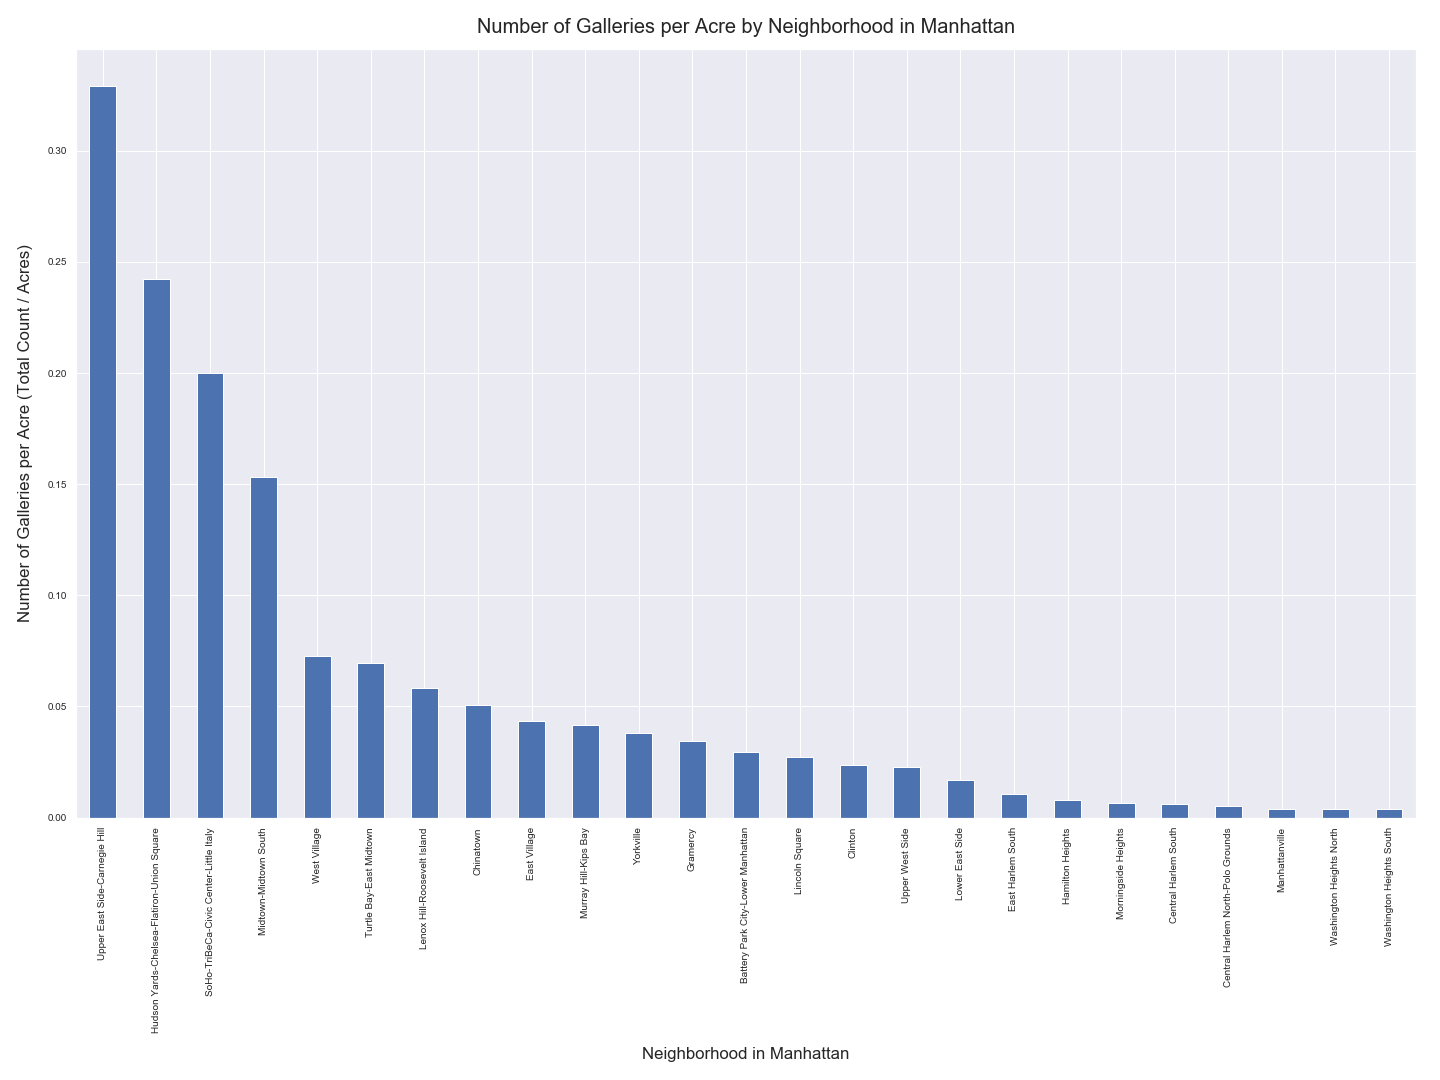 Number of Galleries per Acre by Neighborhood in Manhattan
Number of Galleries per Acre (Total Count / Acres)
0.30
0.25
0.20
0.15
0.10
0.05
0.00
Upper East Side-Carnegie Hill
Hudson Yards-Chelsea-Flatiron-Union Square
SoHo-TriBeCa-Civic Center-Little Italy
Midtown-Midtown South
West Village
Turtle Bay-East Midtown
Lenox Hill-Roosevelt Island
Chinatown
East Village
Murray Hill-Kips Bay
Yorkville
Gramercy
Battery Park City-Lower Manhattan
Lincoln Square
Clinton
Upper West Side
Lower East Side
East Harlem South
Hamilton Heights
Morningside Heights
Central Harlem South
Central Harlem North-Polo Grounds
Manhattanville
Washington Heights North
Washington Heights South
Neighborhood in Manhattan